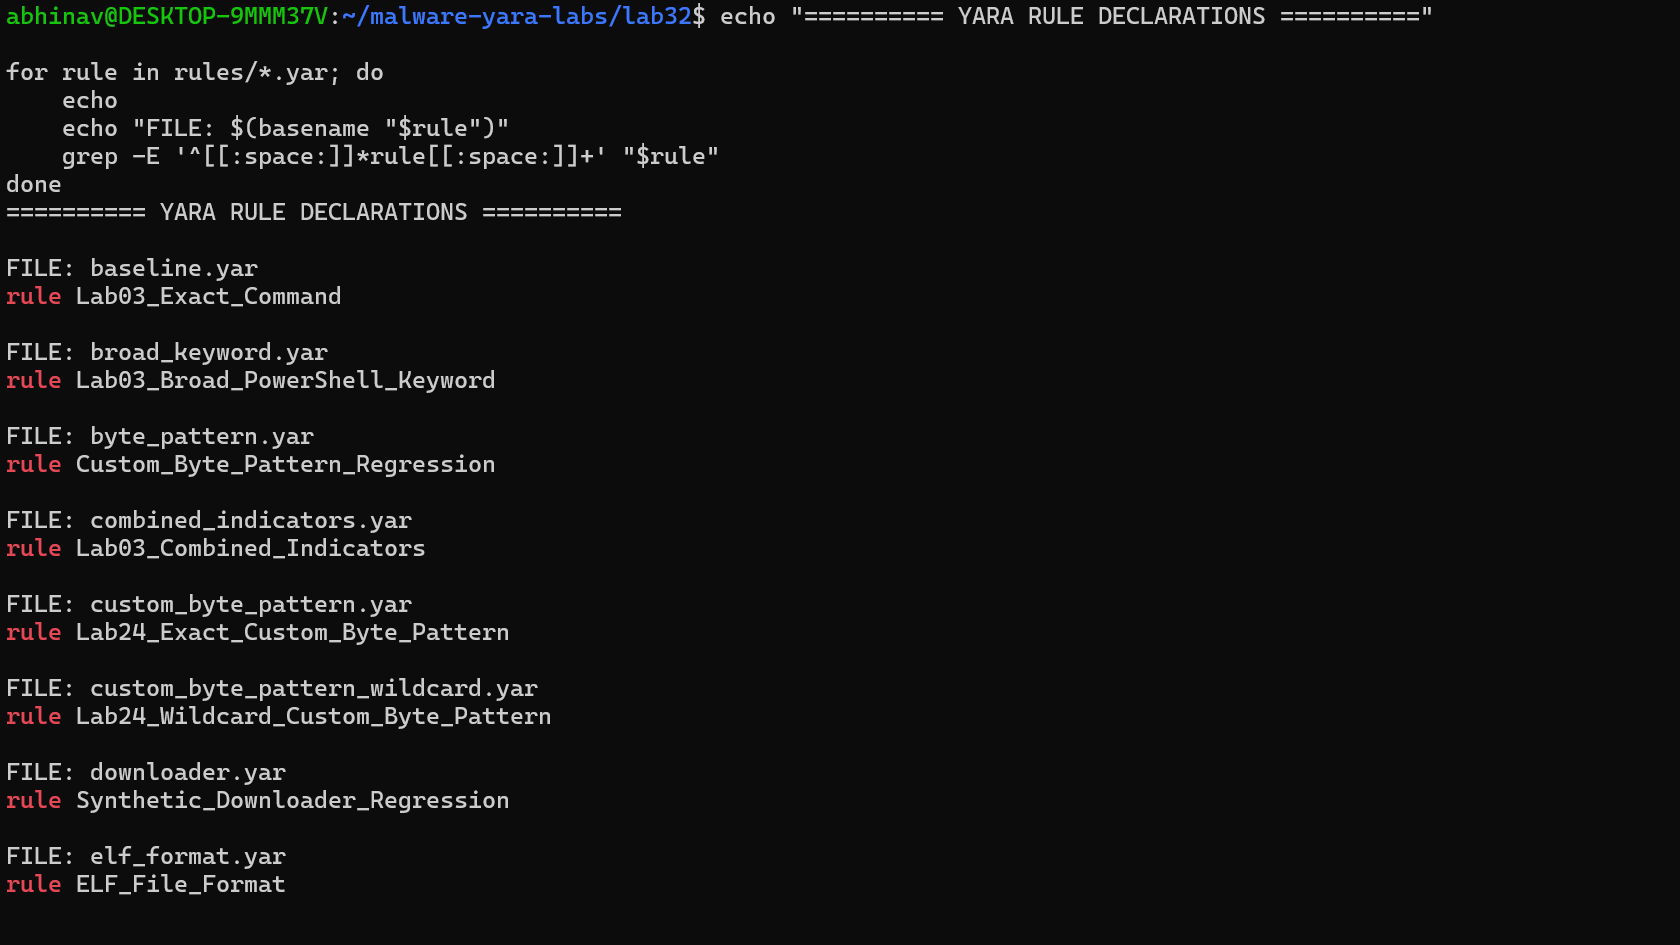 abhinav@DESKTOP-9MMM37V:~/malware-yara-labs/lab32$ echo "========== YARA RULE DECLARATIONS =========="
for rule in rules/*.yar; do
    echo
    echo "FILE: $(basename "$rule")"
    grep -E '^[[:space:]]*rule[[:space:]]+' "$rule"
done
========== YARA RULE DECLARATIONS ==========
FILE: baseline.yar
rule Lab03_Exact_Command
FILE: broad_keyword.yar
rule Lab03_Broad_PowerShell_Keyword
FILE: byte_pattern.yar
rule Custom_Byte_Pattern_Regression
FILE: combined_indicators.yar
rule Lab03_Combined_Indicators
FILE: custom_byte_pattern.yar
rule Lab24_Exact_Custom_Byte_Pattern
FILE: custom_byte_pattern_wildcard.yar
rule Lab24_Wildcard_Custom_Byte_Pattern
FILE: downloader.yar
rule Synthetic_Downloader_Regression
FILE: elf_format.yar
rule ELF_File_Format